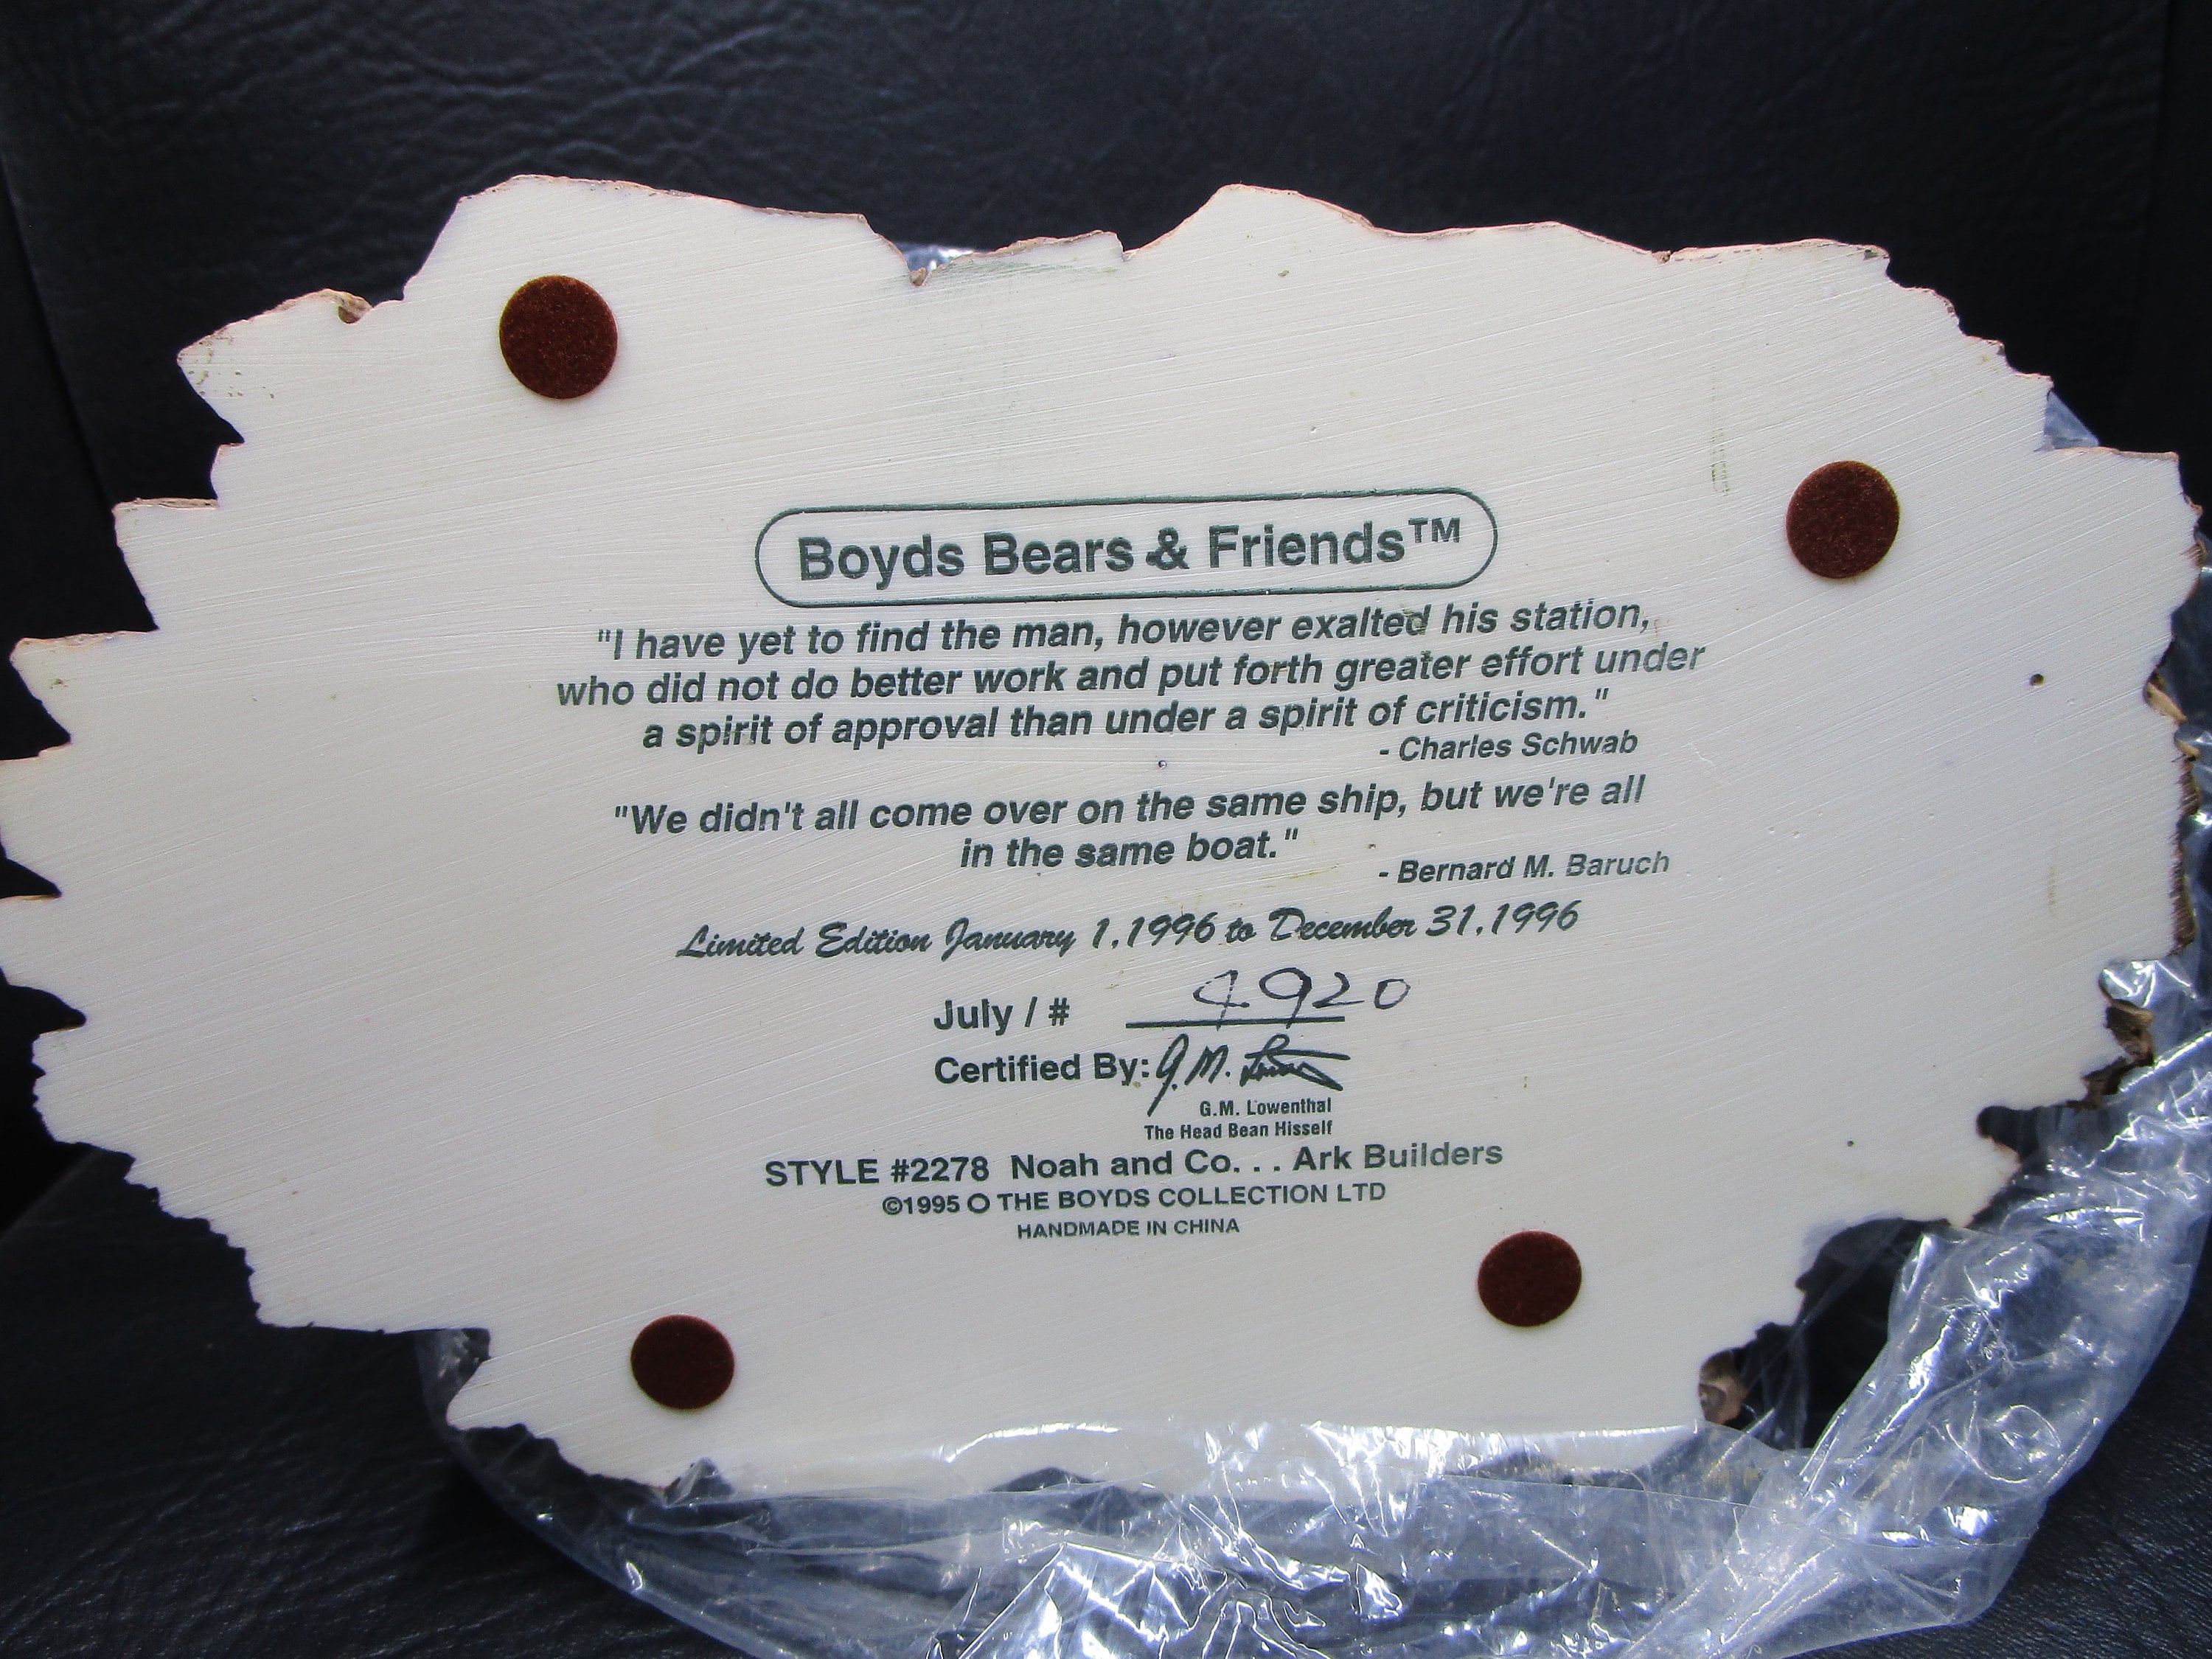 Boyds Bears & Friends™
"I have yet to find the man, however exalted his station,
who did not do better work and put forth greater effort under
a spirit of approval than under a spirit of criticism."
- Charles Schwab
"We didn't all come over on the same ship, but we're all
in the same boat."
- Bernard M. Baruch
Limited Edition January 1,1996 to December 31,1996
July / # 4920
Certified By: G.M. Lowenthal
G.M. Lowenthal
The Head Bean Hisself
STYLE #2278 Noah and Co. . . Ark Builders
©1995 O THE BOYDS COLLECTION LTD
HANDMADE IN CHINA